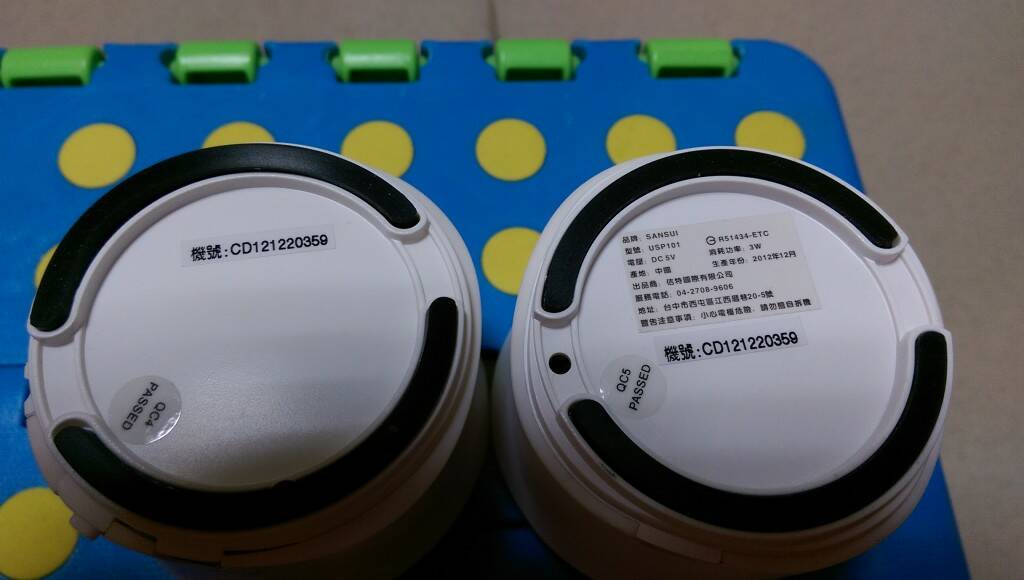 機號:CD121220359
QC4
PASSED
品牌: SANSUI
R51434-ETC
型號: USP101
消耗功率: 3W
電壓: DC 5V
生產年份: 2012年12月
產地: 中國
出品商: 信特國際有限公司
服務電話: 04-2708-9606
地址: 台中市西屯區江西眉巷20-5號
警告注意事項: 小心電極危險, 請勿擅自拆機
機號:CD121220359
QC5
PASSED